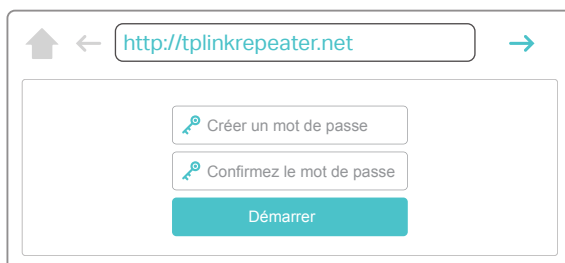 http://tplinkrepeater.net
Créer un mot de passe
Confirmez le mot de passe
Démarrer